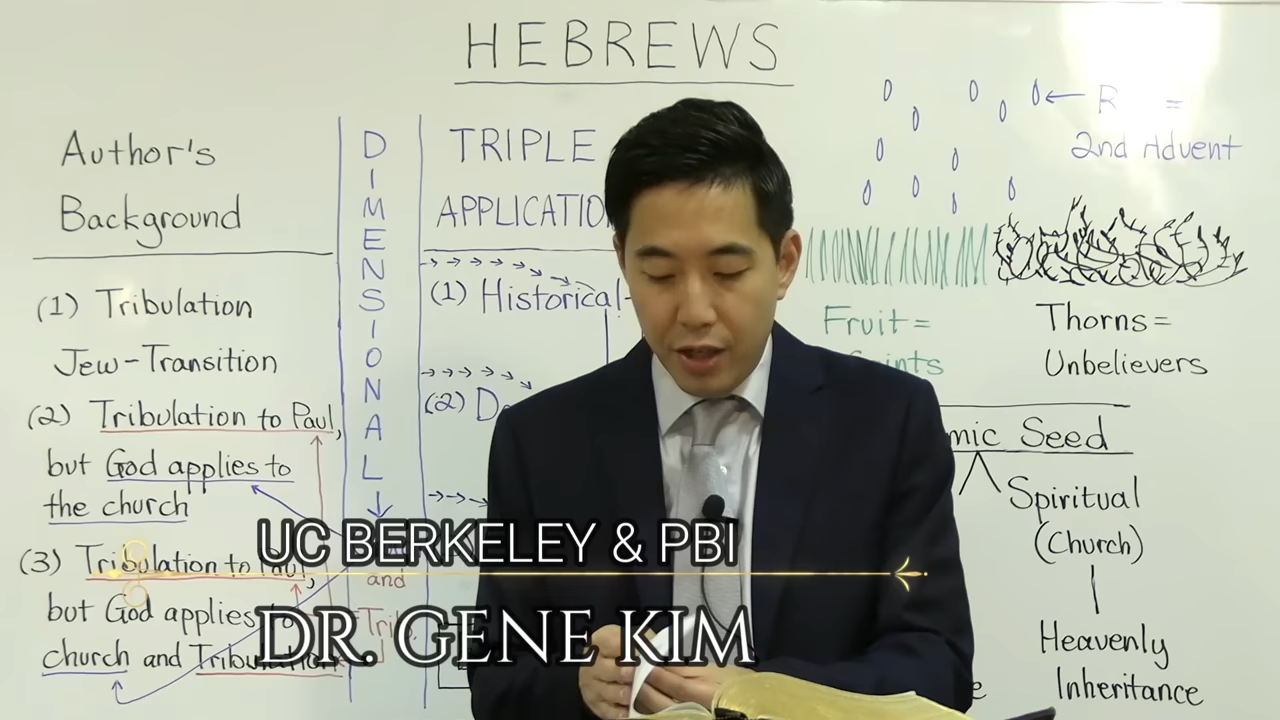 HEBREWS
Author's
Background
(1) Tribulation
Jew-Transition
(2) Tribulation to Paul,
but God applies to
the church
(3) Tribulation to Paul,
but God applies to
church and Tribulation
DIMENSIONAL
and
Trib.
TRIPLE
APPLICATIO
(1) Historical
(2) D
R =
2nd Advent
Fruit =
Thorns =
Unbelievers
mic Seed
Spiritual
(Church)
Heavenly
Inheritance
UC BERKELEY & PBI
DR. GENE KIM